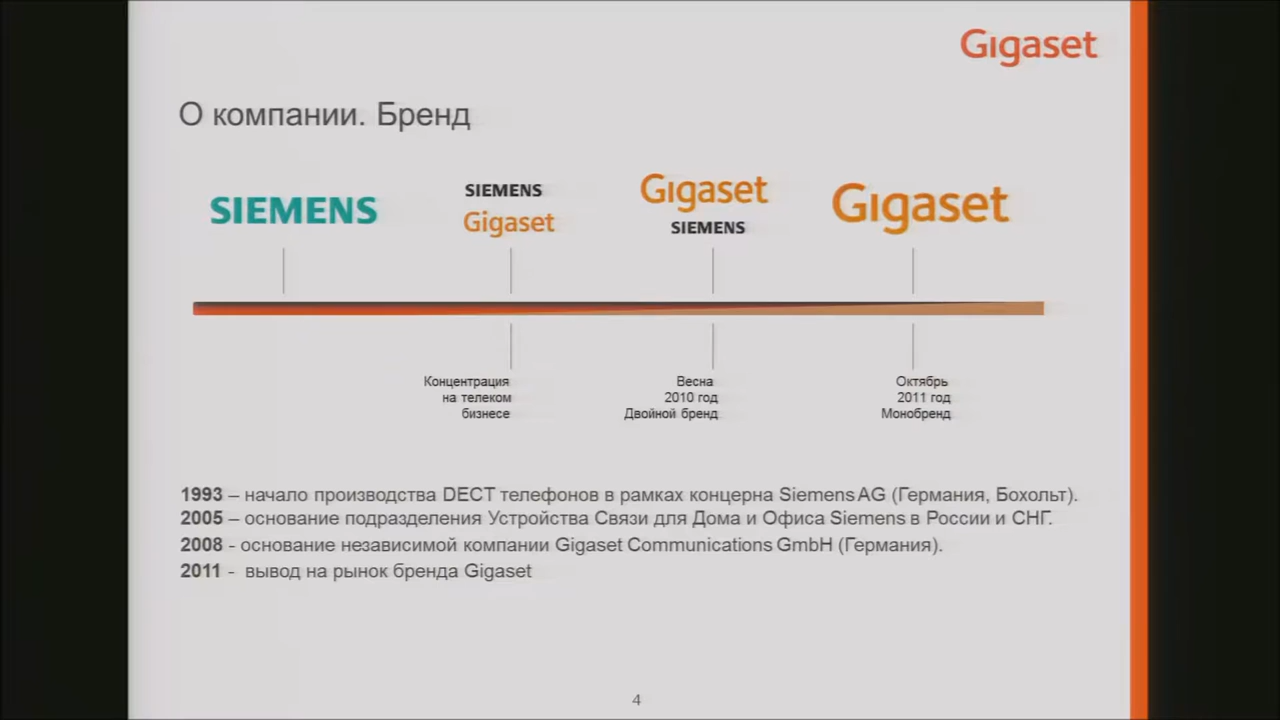 Gigaset
О компании. Бренд
SIEMENS
SIEMENS
Gigaset
Gigaset
SIEMENS
Gigaset
Концентрация
на телеком
бизнесе
Весна
2010 год
Двойной бренд
Октябрь
2011 год
Монобренд
1993 – начало производства DECT телефонов в рамках концерна Siemens AG (Германия, Бохольт).
2005 – основание подразделения Устройства Связи для Дома и Офиса Siemens в России и СНГ.
2008 - основание независимой компании Gigaset Communications GmbH (Германия).
2011 - вывод на рынок бренда Gigaset
4